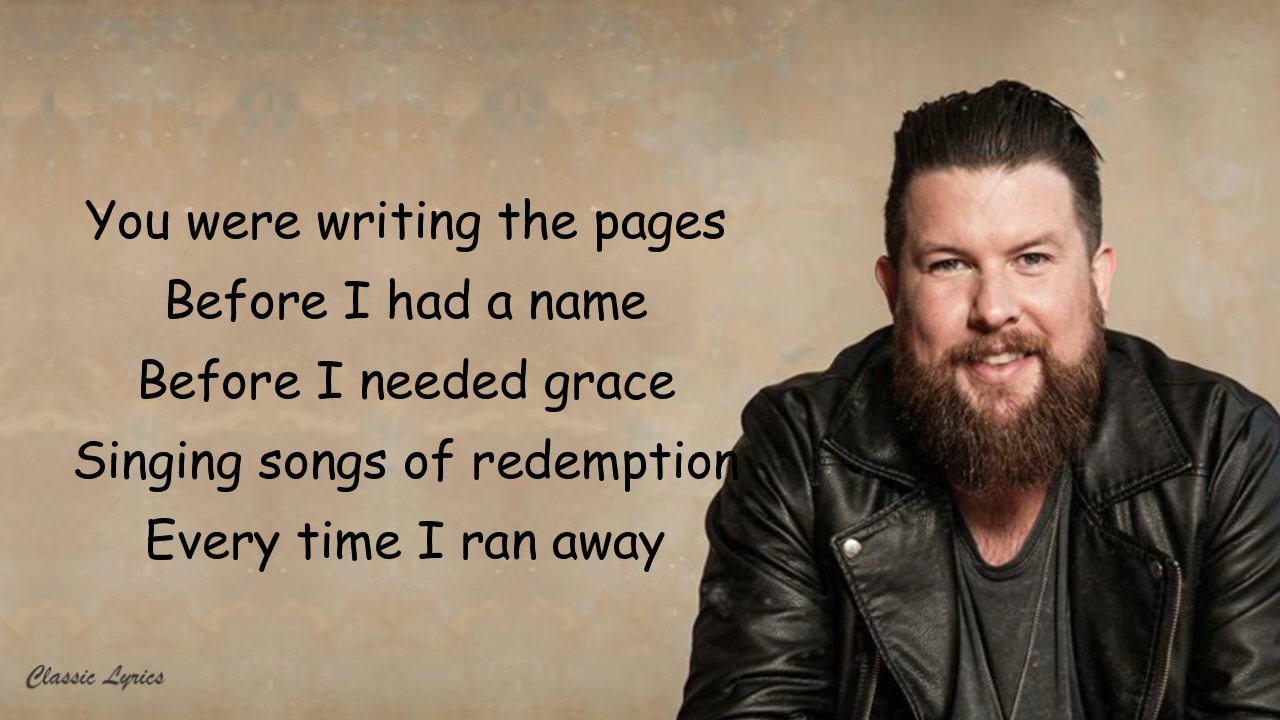 You were writing the pages
Before I had a name
Before I needed grace
Singing songs of redemption
Every time I ran away
Classic Lyrics